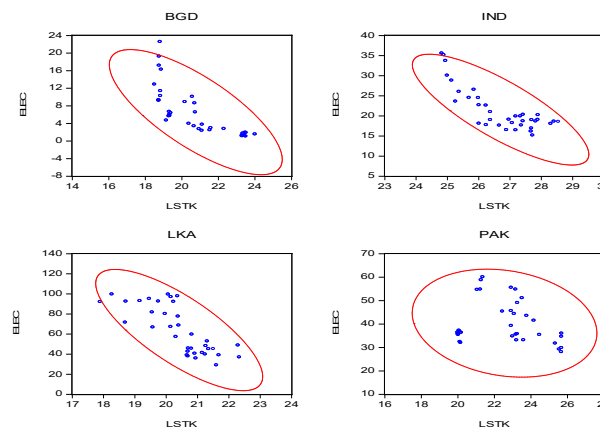 BGD
24
20
16
12
8
4
0
-4
-8
ELEC
14 16 18 20 22 24 26
LSTK
IND
40
35
30
25
20
15
10
5
ELEC
23 24 25 26 27 28 29 30
LSTK
LKA
140
120
100
80
60
40
20
0
ELEC
17 18 19 20 21 22 23 24
LSTK
PAK
70
60
50
40
30
20
10
ELEC
16 18 20 22 24 26 28
LSTK